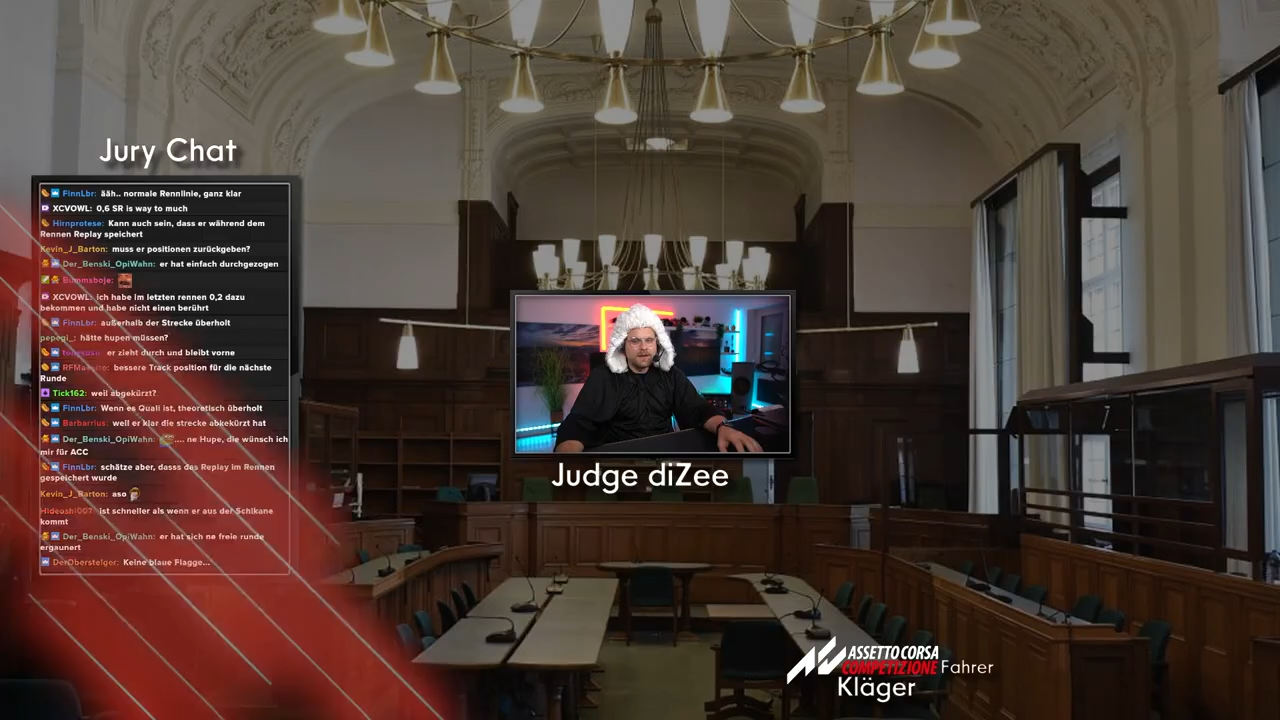 Jury Chat
FinnLbr: ääh.. normale Rennlinie, ganz klar
XCVOWL: 0,6 SR is way to much
Hirnprotese: Kann auch sein, dass er während dem
Rennen Replay speichert
Kevin_J_Barton: muss er positionen zurückgeben?
Der_Benski_OpiWahn: er hat einfach durchgezogen
XCVOWL: ich habe im letzten rennen 0,2 dazu
bekommen und habe nicht einen berührt
FinnLbr: außerhalb der Strecke überholt
pepegi_: hätte hupen müssen?
er zieht durch und bleibt vorne
bessere Track position für die nächste
Runde
Tick162: weil abgekürzt?
FinnLbr: Wenn es Quali ist, theoretisch überholt
Barbarrius: weil er klar die strecke abkekürzt hat
Der_Benski_OpiWahn: .... ne Hupe, die wünsch ich
mir für ACC
FinnLbr: schätze aber, dasss das Replay im Rennen
gespeichert wurde
Kevin_J_Barton: aso
Hideoshi007: ist schneller als wenn er aus der Schikane
kommt
Der_Benski_OpiWahn: er hat sich ne freie runde
ergaunert
DerObersteiger: Keine blaue Flagge...
Judge diZee
ASSETTO CORSA
COMPETIZIONE Fahrer
Kläger